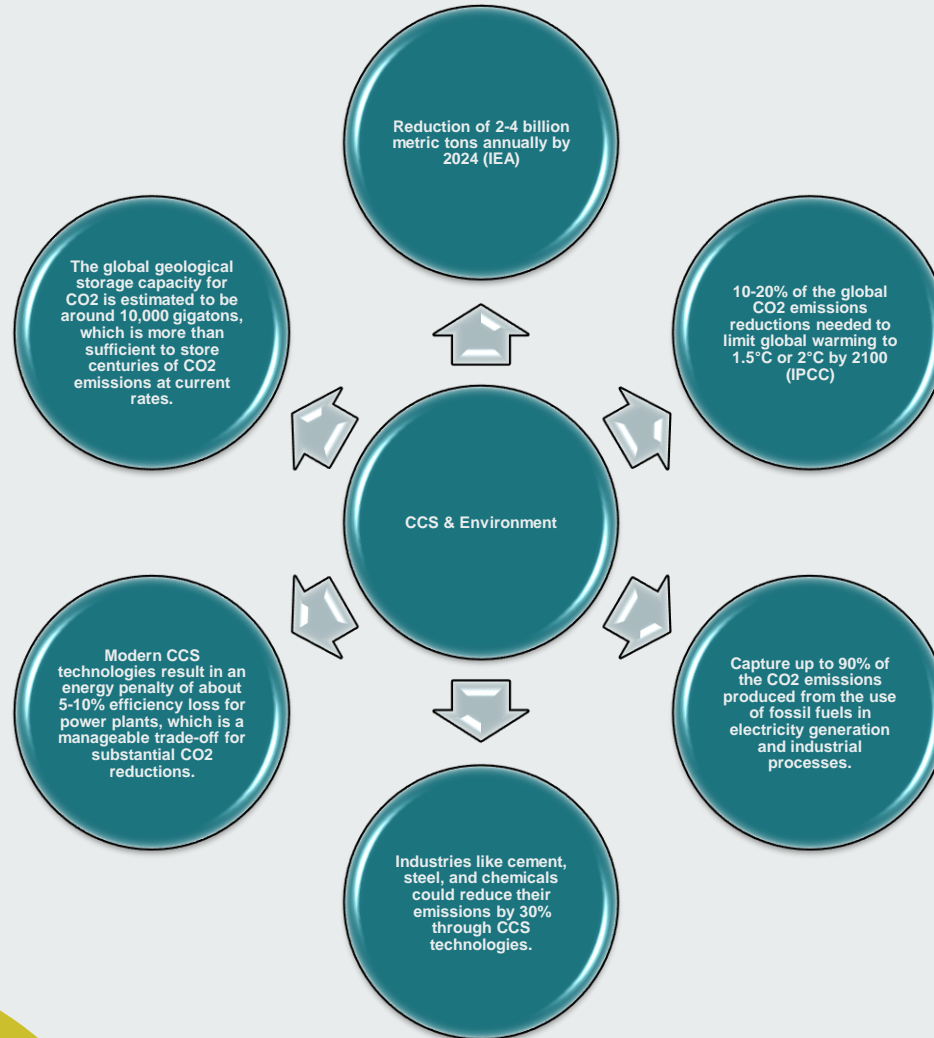 Reduction of 2-4 billion
metric tons annually by
2024 (IEA)
10-20% of the global
CO2 emissions
reductions needed to
limit global warming to
1.5°C or 2°C by 2100
(IPCC)
Capture up to 90% of
the CO2 emissions
produced from the use
of fossil fuels in
electricity generation
and industrial
processes.
Industries like cement,
steel, and chemicals
could reduce their
emissions by 30%
through CCS
technologies.
Modern CCS
technologies result in an
energy penalty of about
5-10% efficiency loss for
power plants, which is a
manageable trade-off for
substantial CO2
reductions.
The global geological
storage capacity for
CO2 is estimated to be
around 10,000 gigatons,
which is more than
sufficient to store
centuries of CO2
emissions at current
rates.
CCS & Environment